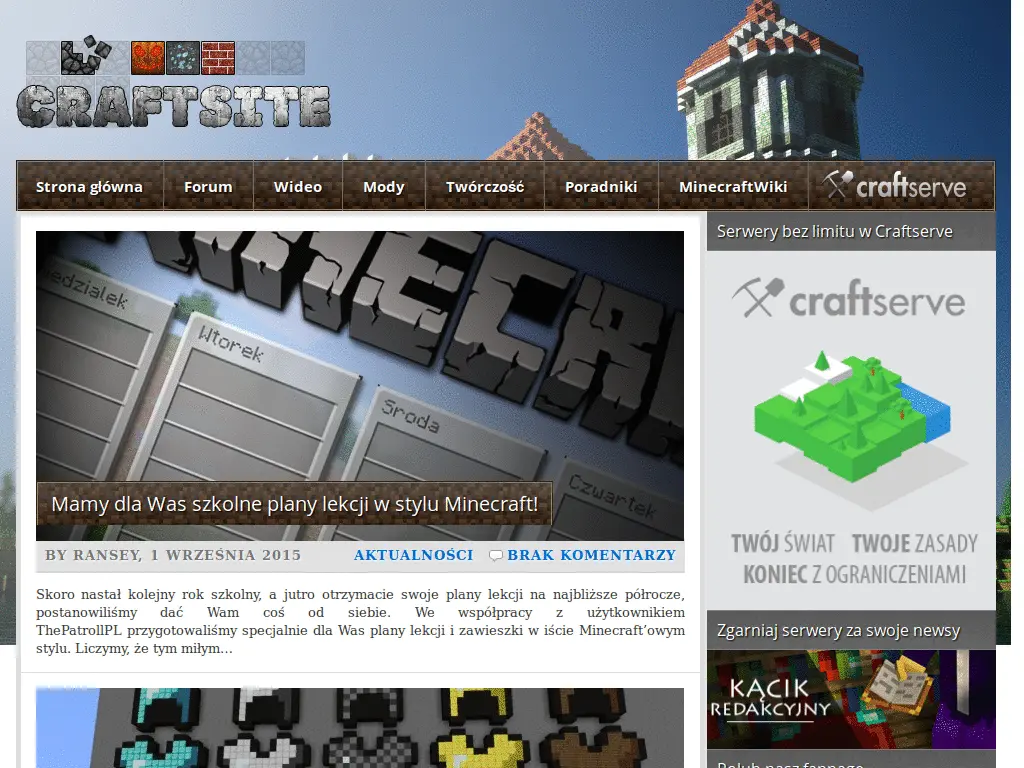 CRAFTSITE
Strona główna Forum Wideo Mody Twórczość Poradniki MinecraftWiki craftserve
Wtorek
Środa
Czwartek
Mamy dla Was szkolne plany lekcji w stylu Minecraft!
BY RANSEY, 1 WRZEŚNIA 2015 AKTUALNOŚCI BRAK KOMENTARZY
Skoro nastał kolejny rok szkolny, a jutro otrzymacie swoje plany lekcji na najbliższe półrocze,
postanowiliśmy dać Wam coś od siebie. We współpracy z użytkownikiem
ThePatrollPL przygotowaliśmy specjalnie dla Was plany lekcji i zawieszki w iście Minecraft’owym
stylu. Liczymy, że tym miłym…
Serwery bez limitu w Craftserve
craftserve
TWÓJ ŚWIAT TWOJE ZASADY
KONIEC Z OGRANICZENIAMI
Zgarniaj serwery za swoje newsy
KĄCIK
REDAKCYJNY
Polub nasz fanpage